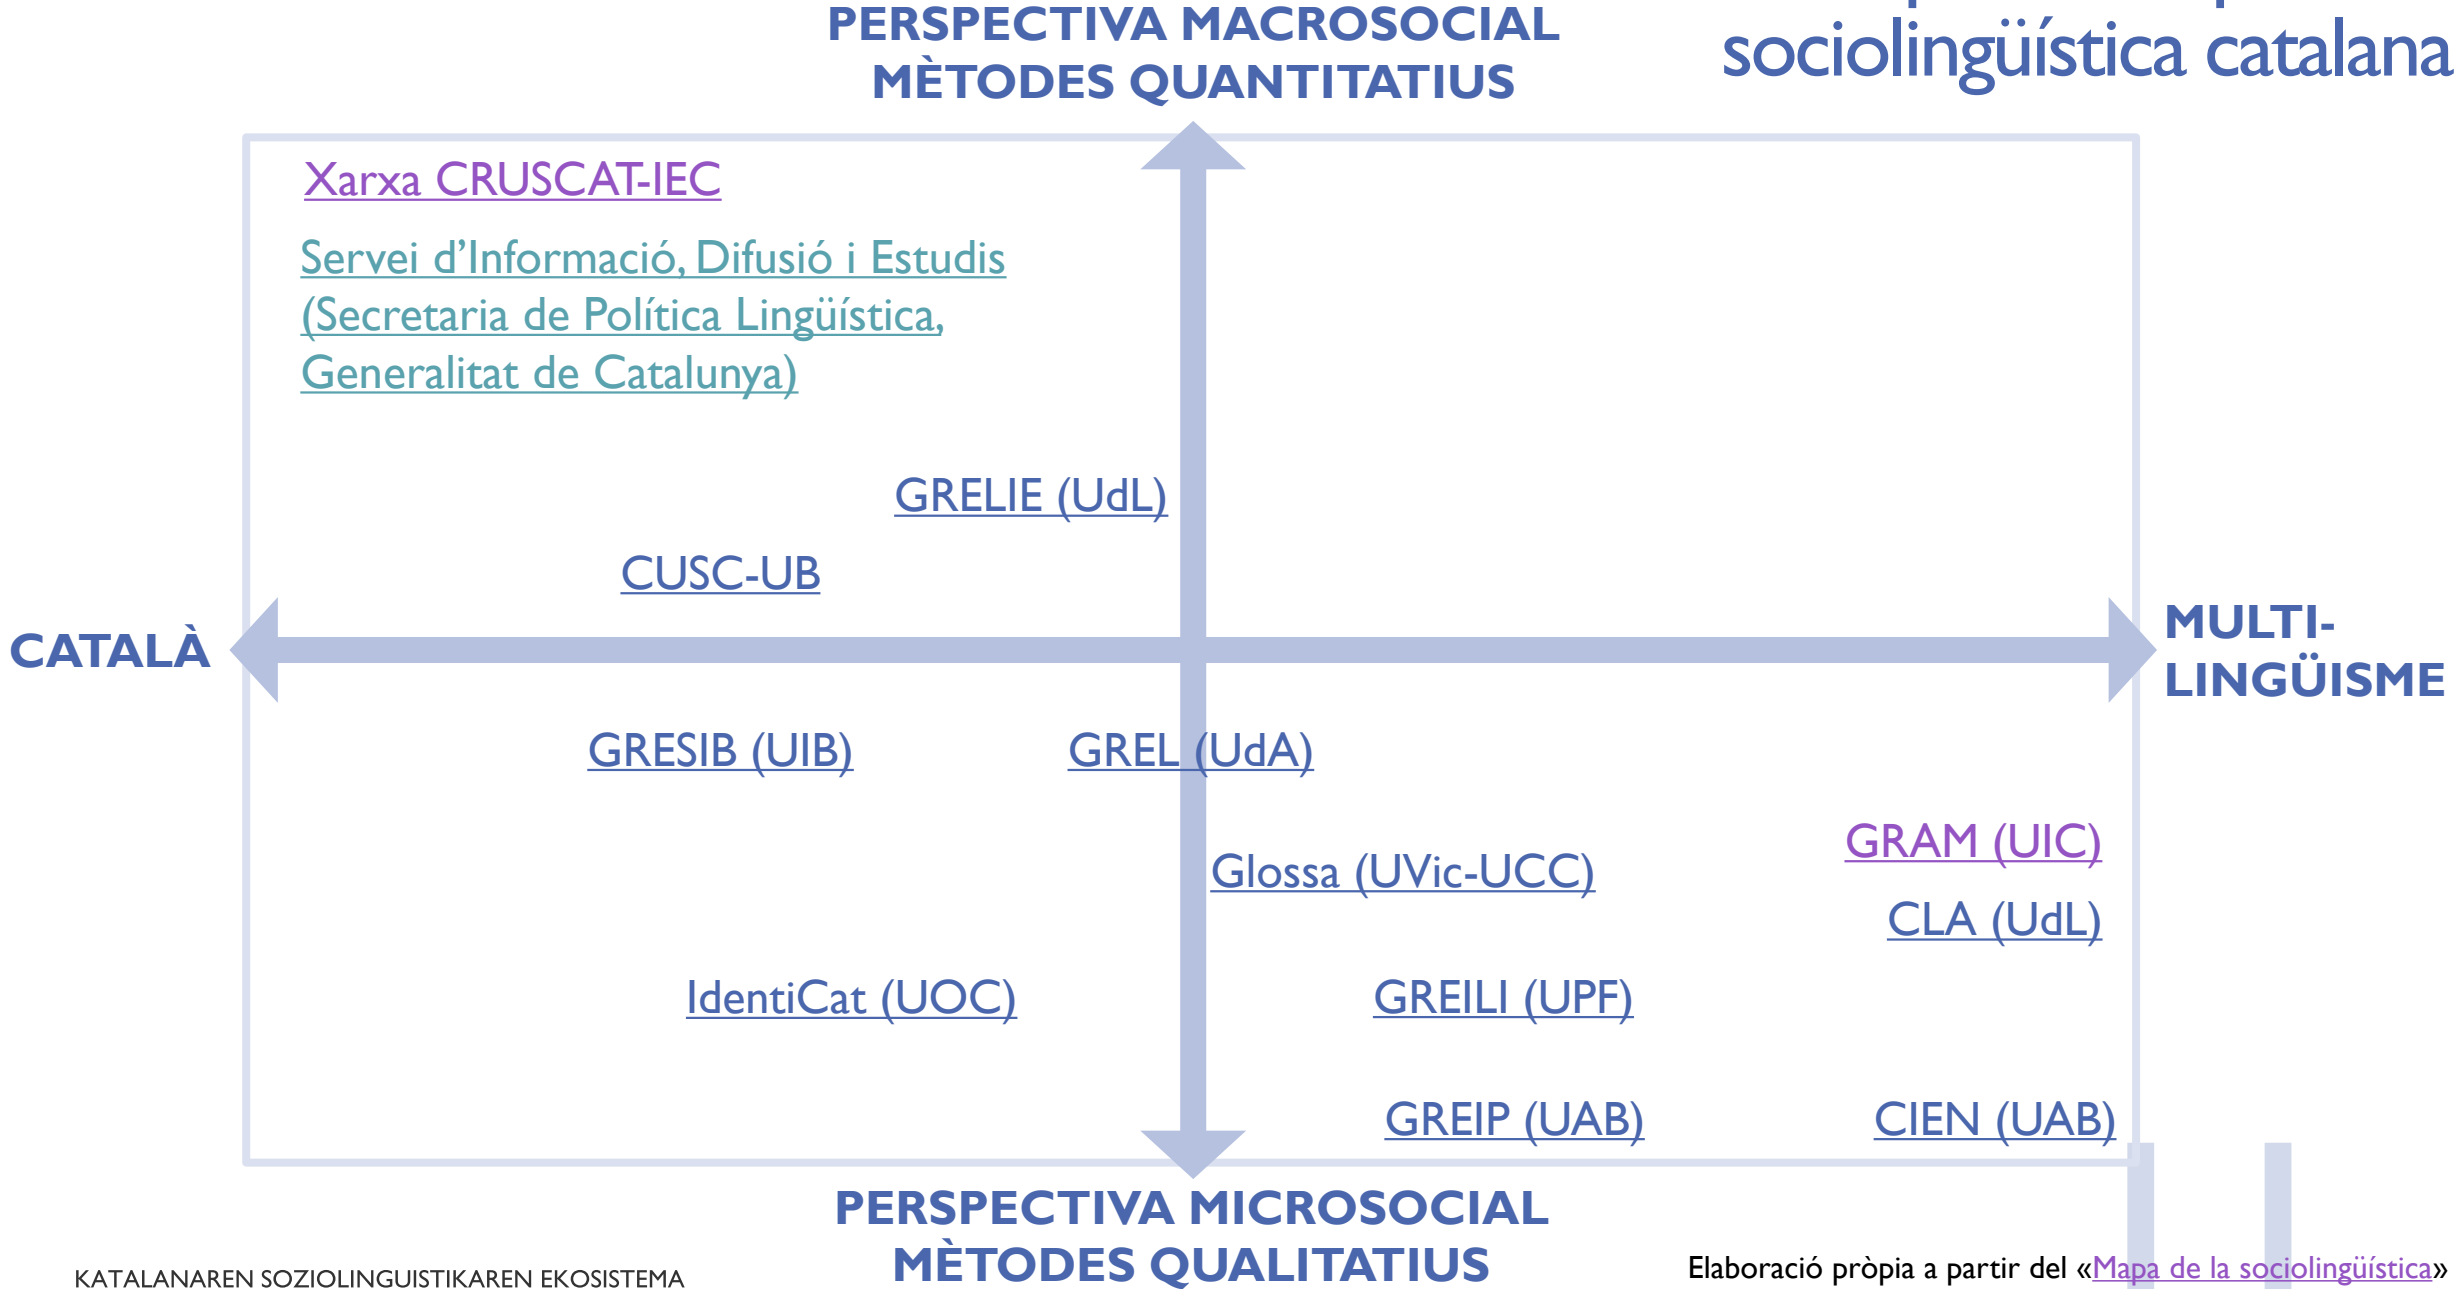 PERSPECTIVA MACROSOCIAL
MÈTODES QUANTITATIUS
sociolingüística catalana
Xarxa CRUSCAT-IEC
Servei d’Informació, Difusió i Estudis
(Secretaria de Política Lingüística,
Generalitat de Catalunya)
GRELIE (UdL)
CUSC-UB
CATALÀ
MULTI-
LINGÜISME
GRESIB (UIB)
GREL (UdA)
GRAM (UIC)
Glossa (UVic-UCC)
CLA (UdL)
IdentiCat (UOC)
GREILI (UPF)
GREIP (UAB)
CIEN (UAB)
PERSPECTIVA MICROSOCIAL
MÈTODES QUALITATIUS
KATALANAREN SOZIOLINGUISTIKAREN EKOSISTEMA
Elaboració pròpia a partir del «Mapa de la sociolingüística»